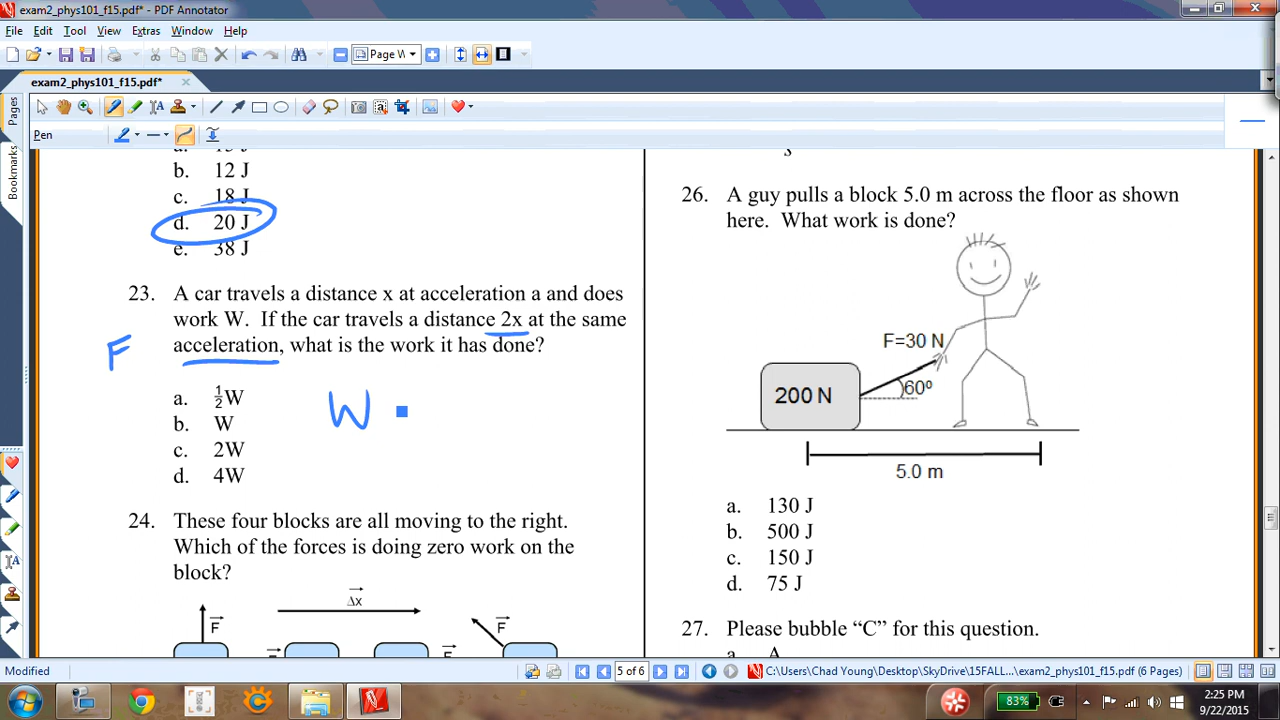 exam2_phys101_f15.pdf* - PDF Annotator
File Edit Tool View Extras Window Help
Page W
exam2_phys101_f15.pdf*
Pen
Pages
Bookmarks
b. 12 J
c. 18 J
d. 20 J
e. 38 J
23. A car travels a distance x at acceleration a and does
work W. If the car travels a distance 2x at the same
acceleration, what is the work it has done?
F
a. ½W
b. W
c. 2W
d. 4W
W
24. These four blocks are all moving to the right.
Which of the forces is doing zero work on the
block?
Δx
F
F
26. A guy pulls a block 5.0 m across the floor as shown
here. What work is done?
F=30 N
60º
200 N
5.0 m
a. 130 J
b. 500 J
c. 150 J
d. 75 J
27. Please bubble “C” for this question.
Modified
5 of 6
C:\Users\Chad Young\Desktop\SkyDrive\15FALL...\exam2_phys101_f15.pdf (6 Pages)
83%
2:25 PM
9/22/2015